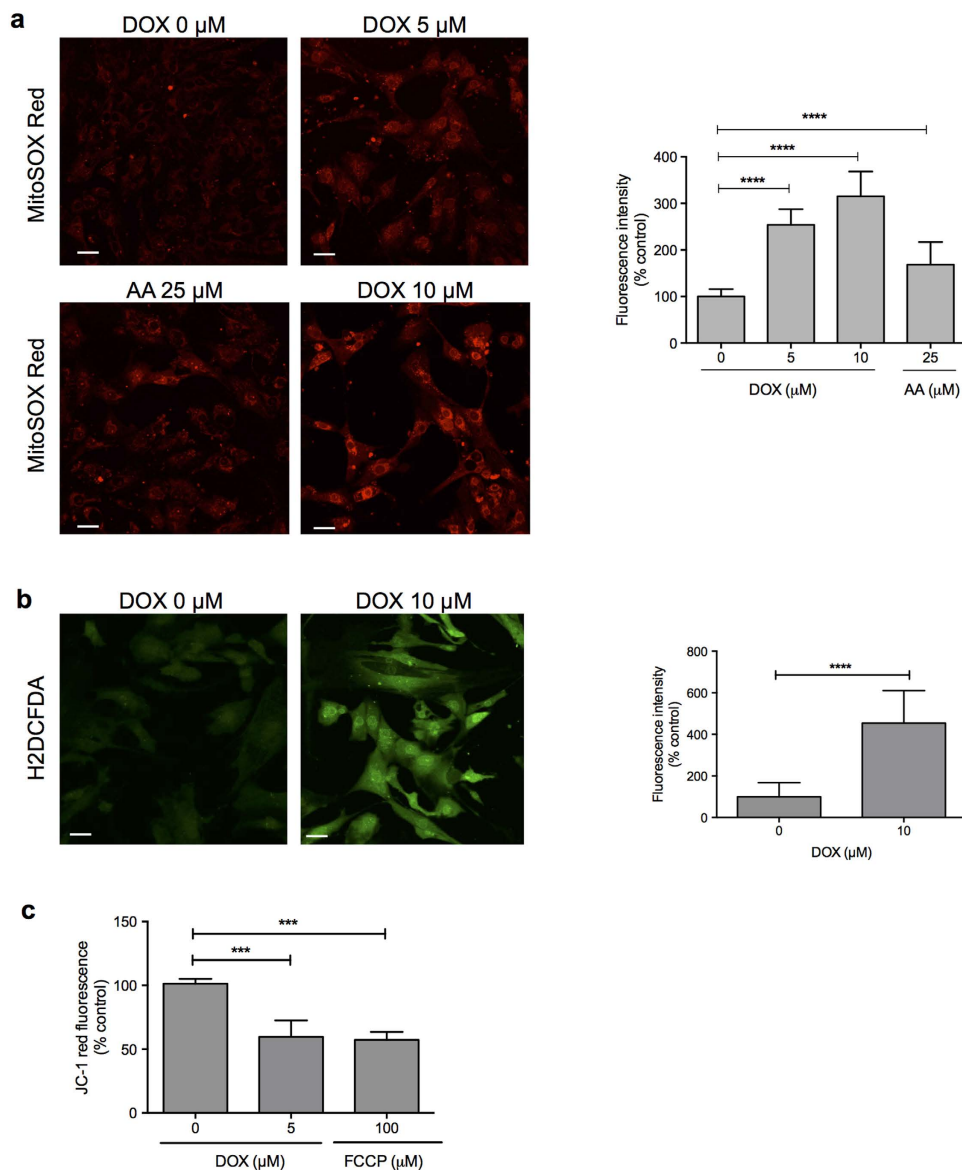 a
DOX 0 µM
DOX 5 µM
MitoSOX Red
AA 25 µM
DOX 10 µM
MitoSOX Red
****
****
****
Fluorescence intensity
(% control)
400
300
200
100
0
0 5 10 25
DOX (µM) AA (µM)
b
DOX 0 µM
DOX 10 µM
H2DCFDA
****
Fluorescence intensity
(% control)
800
600
400
200
0
0 10
DOX (µM)
c
***
***
JC-1 red fluorescence
(% control)
150
100
50
0
0 5 100
DOX (µM) FCCP (µM)